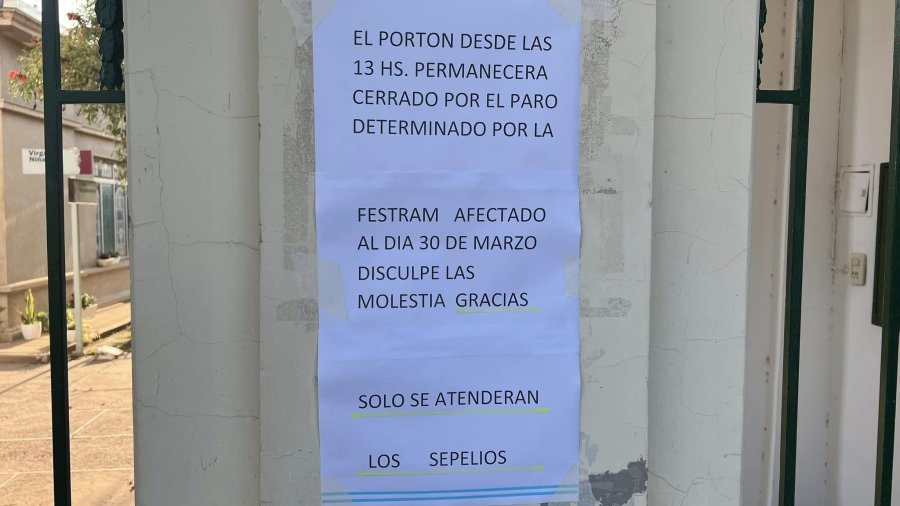 EL PORTON DESDE LAS
13 HS. PERMANECERA
CERRADO POR EL PARO
DETERMINADO POR LA
FESTRAM AFECTADO
AL DIA 30 DE MARZO
DISCULPE LAS
MOLESTIA GRACIAS
SOLO SE ATENDERAN
LOS SEPELIOS